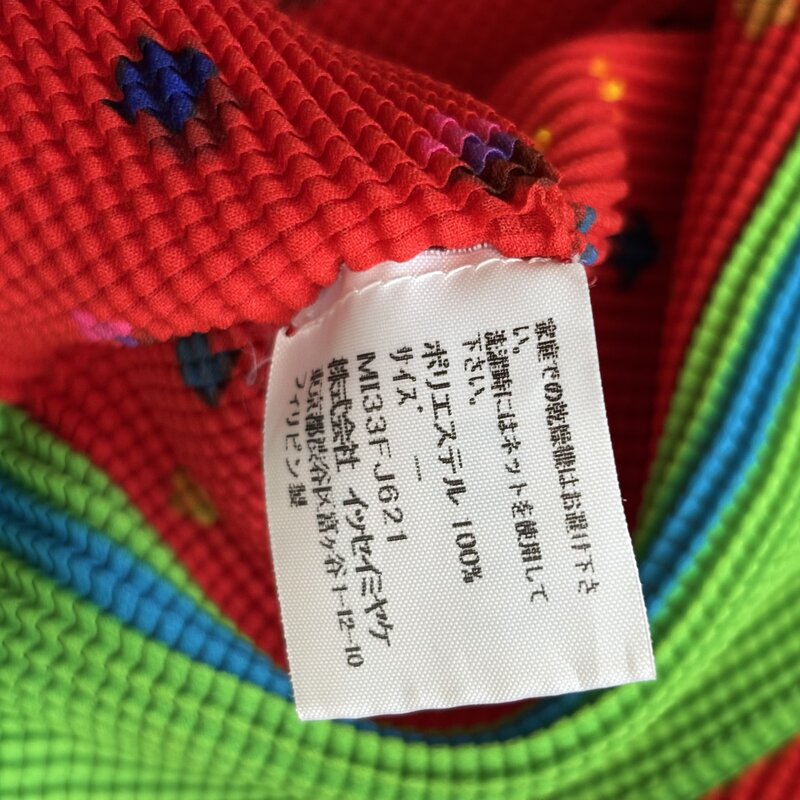 家庭での乾燥機はお避け下さ
い。
洗濯時にはネットを使用して
下さい。
ポリエステル 100%
サイズ ー
MI33FJ621
株式会社 イッセイミヤケ
東京都渋谷区富ヶ谷1-12-10
フィリピン製